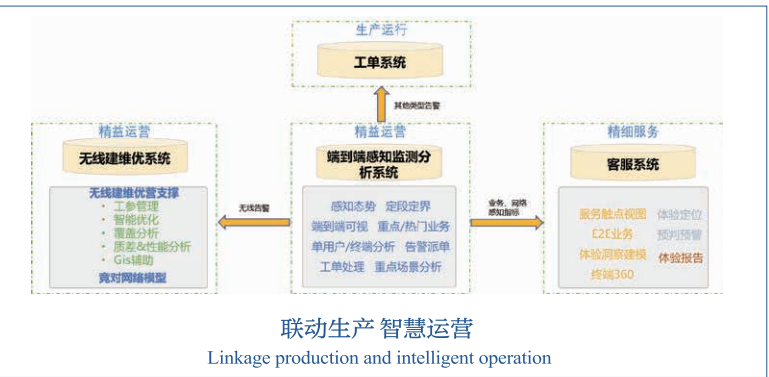 生产运行
工单系统
其他类型告警
精益运营
无线建维优系统
无线建维优营支撑
• 工参管理
• 智能优化
• 覆盖分析
• 质差&性能分析
• Gis辅助
竞对网络模型
无线告警
精益运营
端到端感知监测分
析系统
感知态势 定段定界
端到端可视 重点/热门业务
单用户/终端分析 告警派单
工单处理 重点场景分析
业务、网络
感知指标
精细服务
客服系统
服务触点视图 体验定位
E2E业务 预判预警
体验洞察建模 体验报告
终端360
联动生产 智慧运营
Linkage production and intelligent operation